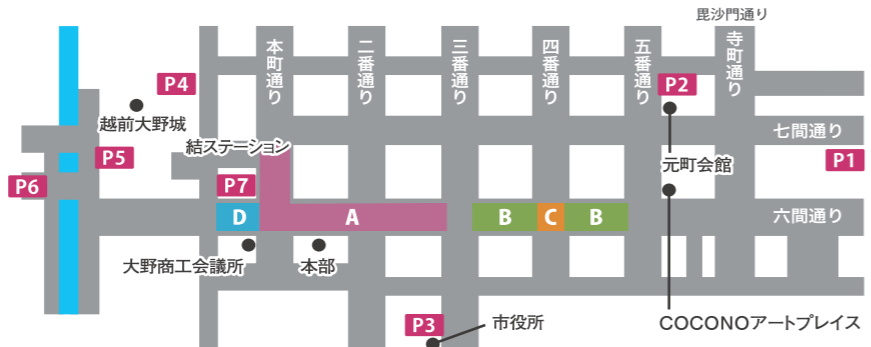 毘沙門通り
本町通り
二番通り
三番通り
四番通り
五番通り
寺町通り
P4
P2
越前大野城
七間通り
結ステーション
P5
元町会館
P1
P6
P7
D
A
B
C
B
六間通り
大野商工会議所
本部
P3
市役所
COCONOアートプレイス